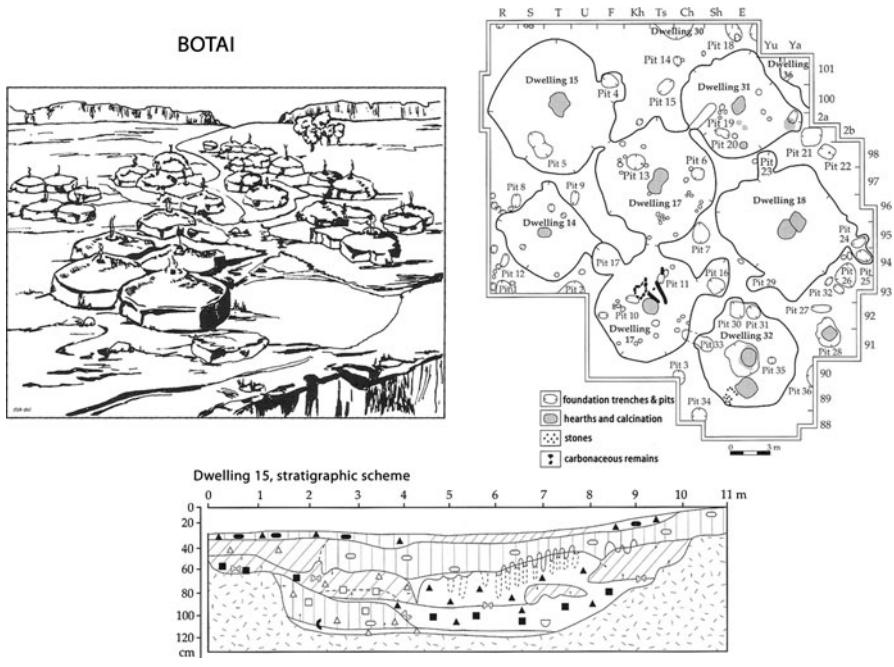 BOTAI
R S T U F Kh Ts Ch Sh E
Yu Ya
Dwelling 30
Pit 18
Dwelling 36
101
100
2a
2b
98
97
96
95
94
93
92
91
90
89
88
Dwelling 15
Pit 4
Pit 14
Pit 15
Dwelling 31
Pit 19
Pit 20
Pit 21
Pit 22
Pit 5
Pit 13
Pit 6
Pit 23
Pit 8
Pit 9
Dwelling 17
Dwelling 18
Dwelling 14
Pit 7
Pit 24
Pit 12
Pit 17
Pit 11
Pit 16
Pit 29
Pit 26
Pit 25
Pit 2
Pit 32
Pit 10
Pit 30
Pit 31
Pit 27
Dwelling 17
Dwelling 32
Pit 33
Pit 28
Pit 3
Pit 35
Pit 36
Pit 34
foundation trenches & pits
hearths and calcination
stones
carbonaceous remains
0 3 m
Dwelling 15, stratigraphic scheme
0 1 2 3 4 5 6 7 8 9 10 11 m
0
20
40
60
80
100
120
cm